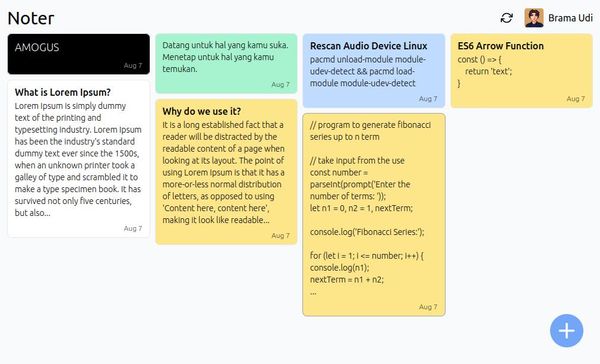 Noter
Brama Udi
AMOGUS
Aug 7
What is Lorem Ipsum?
Lorem Ipsum is simply dummy
text of the printing and
typesetting industry. Lorem Ipsum
has been the industry's standard
dummy text ever since the 1500s,
when an unknown printer took a
galley of type and scrambled it to
make a type specimen book. It has
survived not only five centuries,
but also...
Aug 7
Datang untuk hal yang kamu suka.
Menetap untuk hal yang kamu
temukan.
Aug 7
Why do we use it?
It is a long established fact that a
reader will be distracted by the
readable content of a page when
looking at its layout. The point of
using Lorem Ipsum is that it has a
more-or-less normal distribution
of letters, as opposed to using
'Content here, content here',
making it look like readable...
Aug 7
Rescan Audio Device Linux
pacmd unload-module module-
udev-detect && pacmd load-
module module-udev-detect
Aug 7
// program to generate fibonacci
series up to n term
// take input from the use
const number =
parseInt(prompt('Enter the
number of terms: '));
let n1 = 0, n2 = 1, nextTerm;
console.log('Fibonacci Series:');
for (let i = 1; i <= number; i++) {
console.log(n1);
nextTerm = n1 + n2;
...
Aug 7
ES6 Arrow Function
const () => {
return 'text';
}
Aug 7